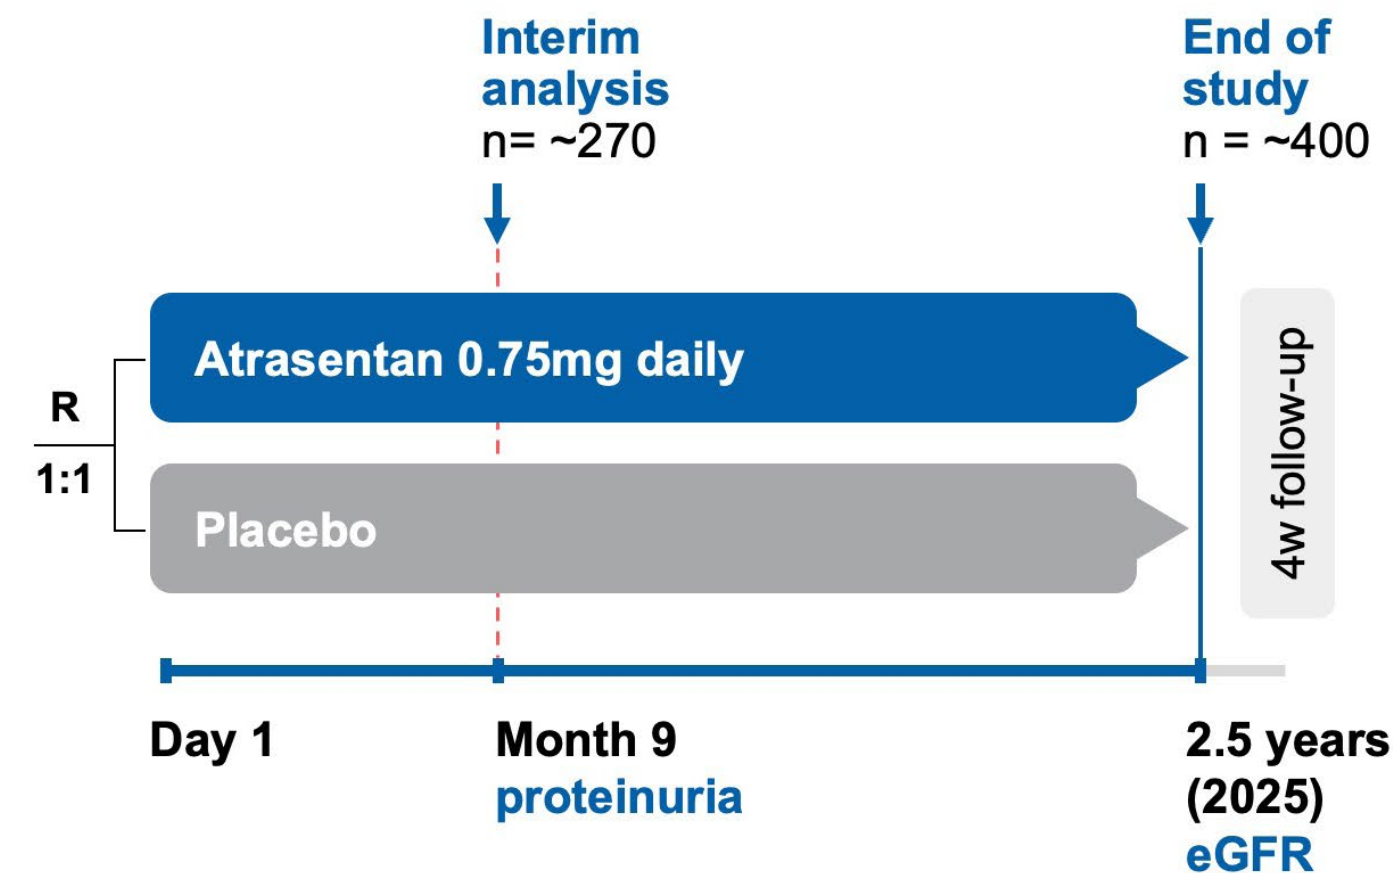 Interim
analysis
n= ~270
End of
study
n = ~400
Atrasentan 0.75mg daily
R
1:1
Placebo
4w follow-up
Day 1
Month 9
proteinuria
2.5 years
(2025)
eGFR